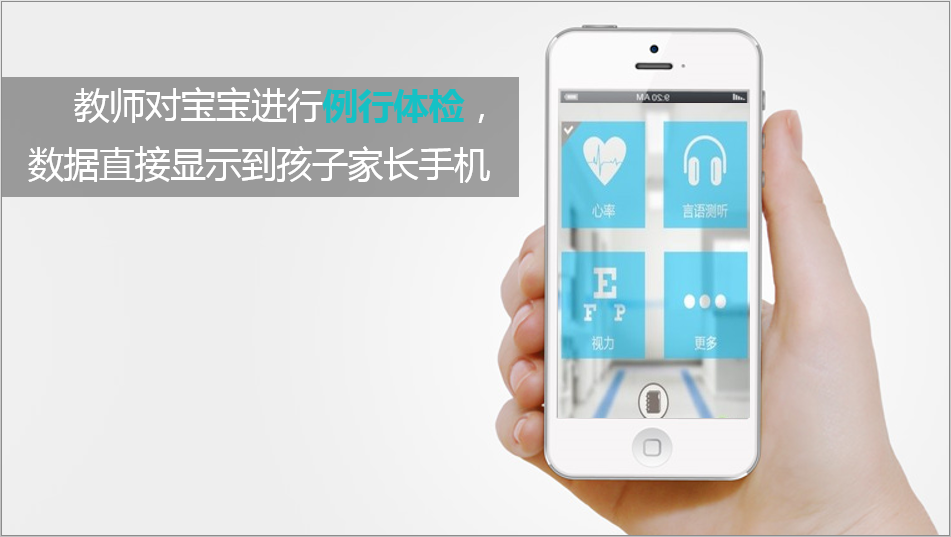 教师对宝宝进行例行体检，
数据直接显示到孩子家长手机
9:20 AM
心率
言语测听
E
F P
视力
更多